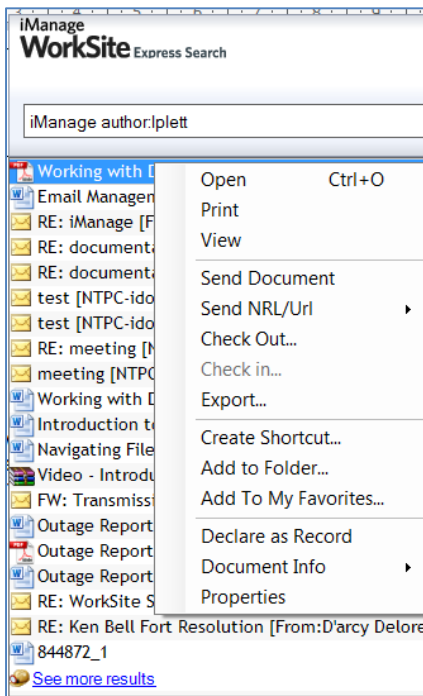 iManage
WorkSite Express Search
iManage author:lplett
Working with D
Email Managem
RE: iManage [F
RE: documenta
RE: documenta
test [NTPC-ido
test [NTPC-ido
RE: meeting [N
meeting [NTPC
Working with D
Introduction to
Navigating File
Video - Introdu
FW: Transmiss
Outage Report
Outage Report
Outage Report
RE: WorkSite S
RE: Ken Bell Fort Resolution [From:D'arcy Delore
844872_1
See more results
Open Ctrl+O
Print
View
Send Document
Send NRL/Url
Check Out...
Check in...
Export...
Create Shortcut...
Add to Folder...
Add To My Favorites...
Declare as Record
Document Info
Properties